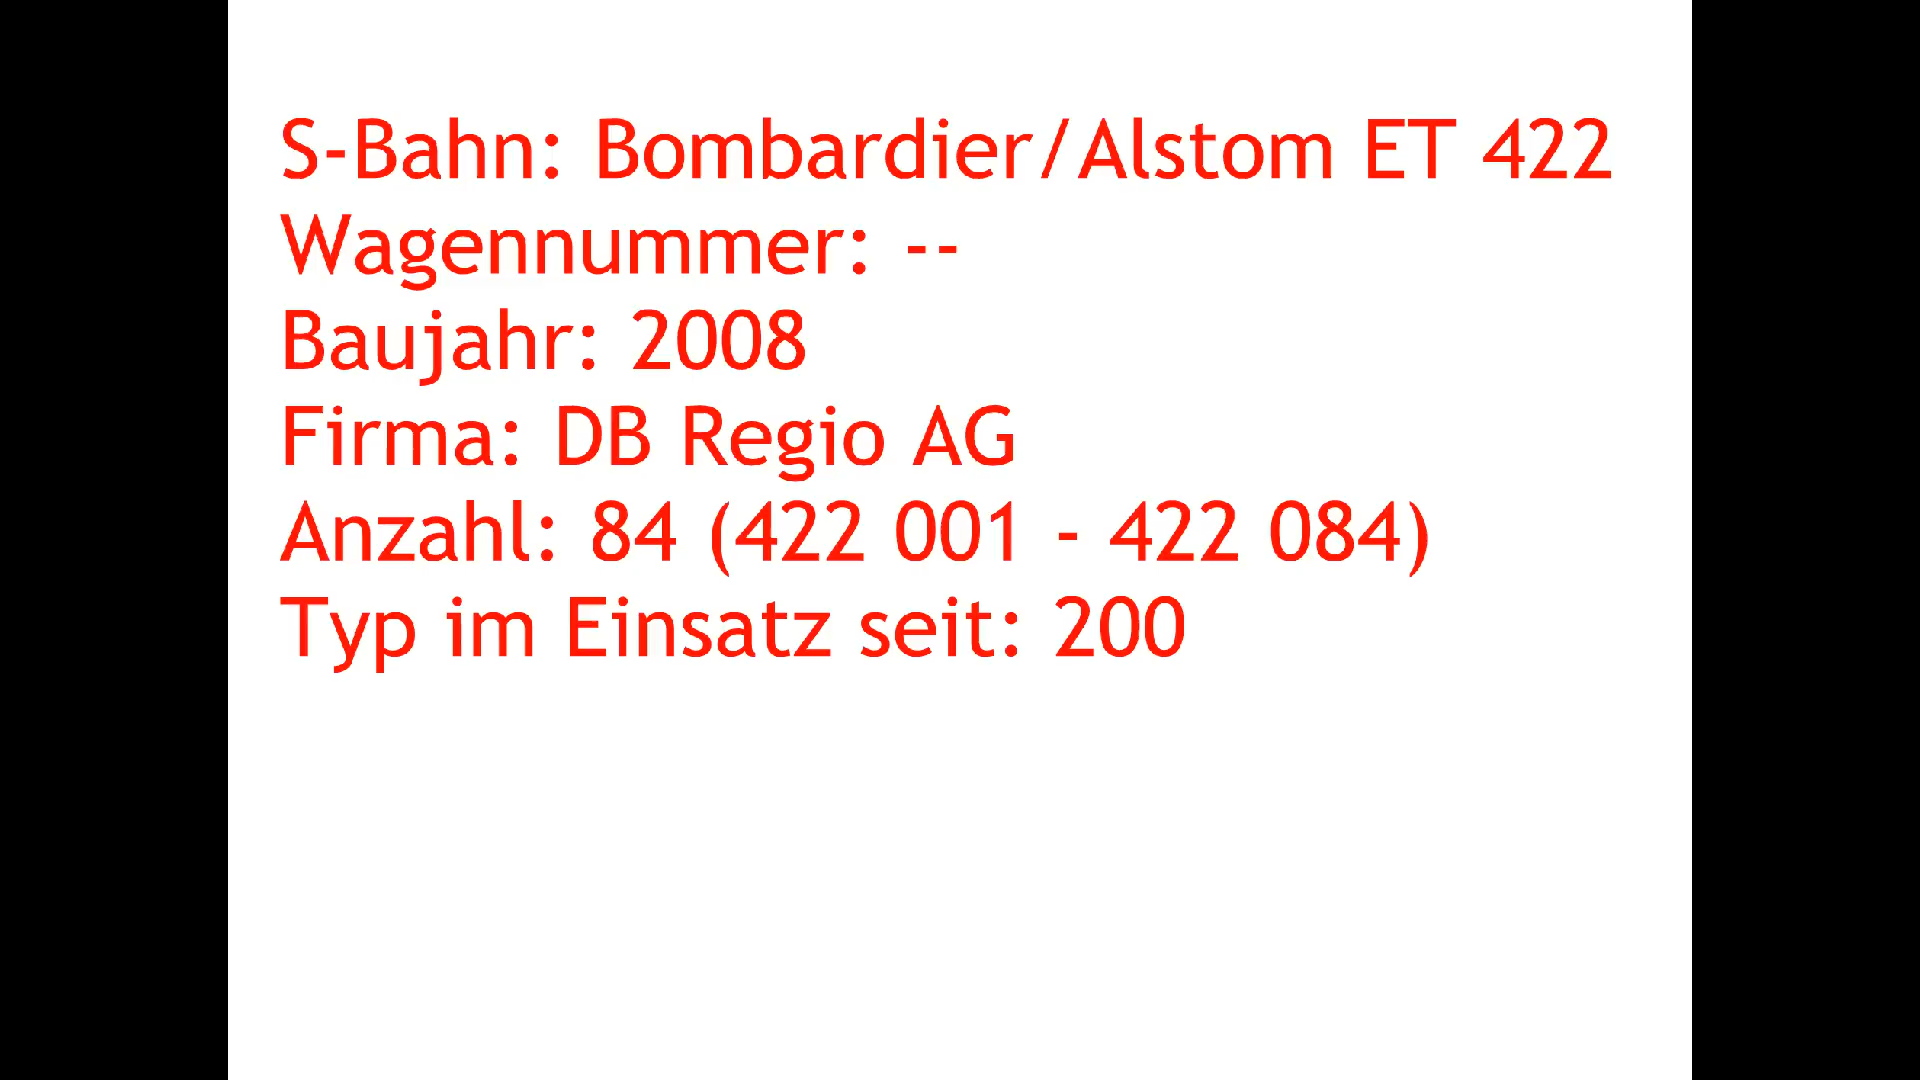 S-Bahn: Bombardier/Alstom ET 422
Wagennummer: --
Baujahr: 2008
Firma: DB Regio AG
Anzahl: 84 (422 001 - 422 084)
Typ im Einsatz seit: 200